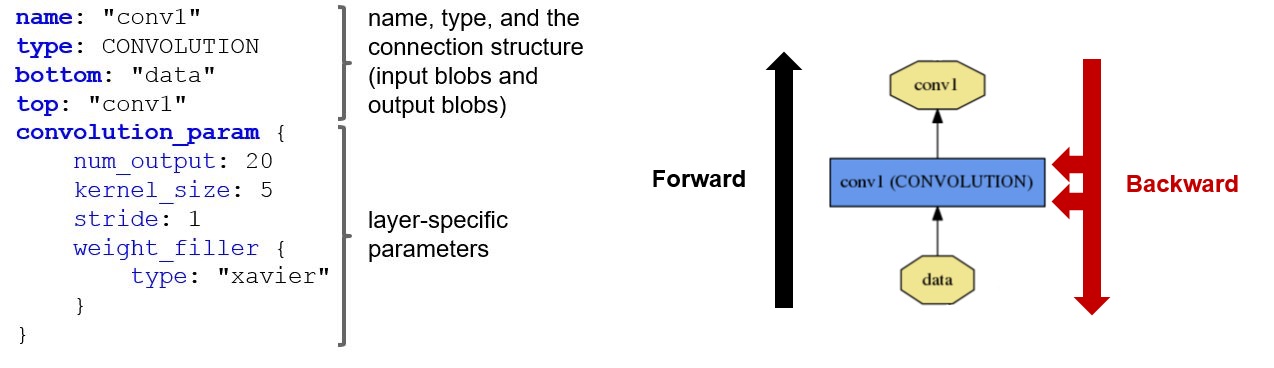 name: "conv1"
type: CONVOLUTION
bottom: "data"
top: "conv1"
convolution_param {
    num_output: 20
    kernel_size: 5
    stride: 1
    weight_filler {
        type: "xavier"
    }
}
name, type, and the
connection structure
(input blobs and
output blobs)
layer-specific
parameters
Forward
conv1
conv1 (CONVOLUTION)
data
Backward